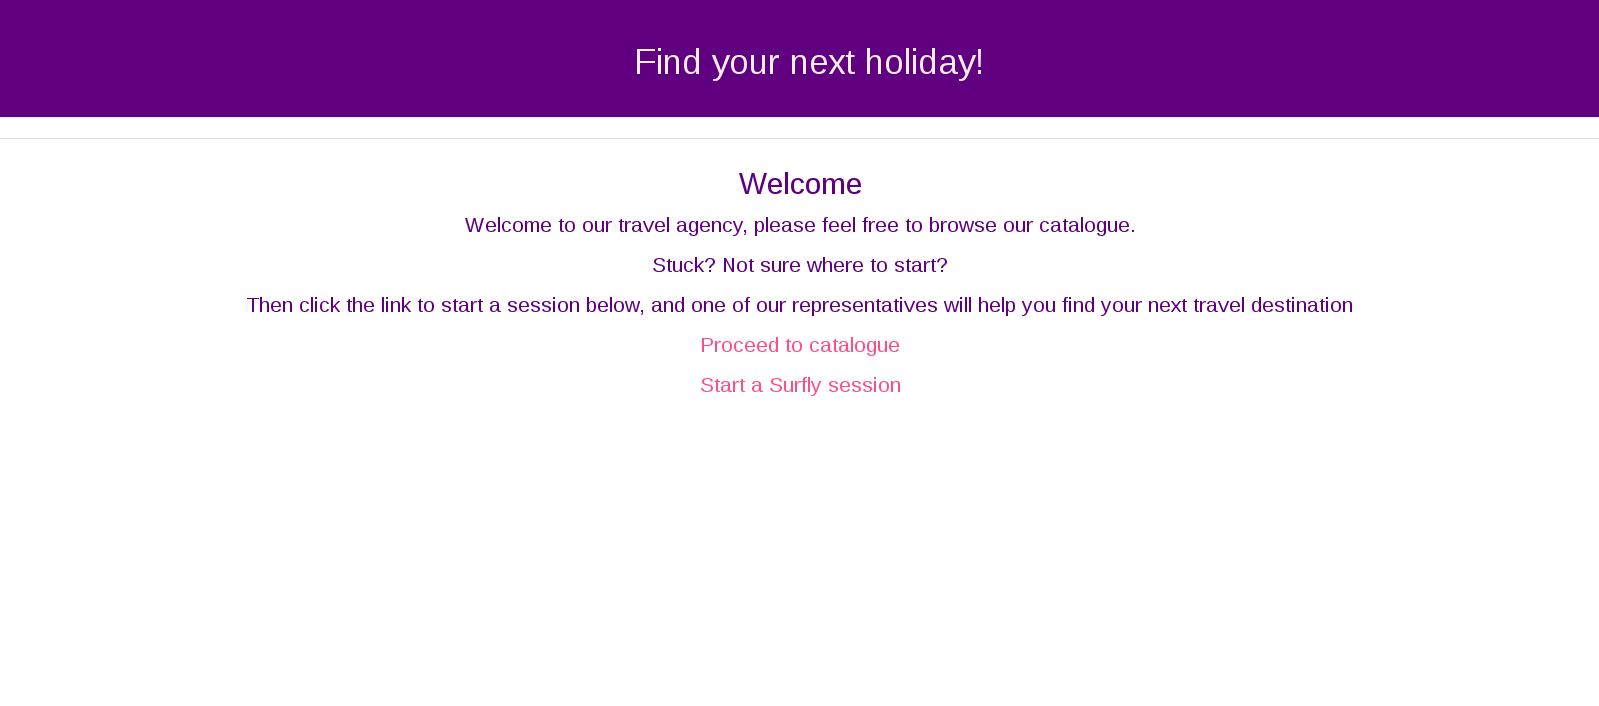 Find your next holiday!
Welcome
Welcome to our travel agency, please feel free to browse our catalogue.
Stuck? Not sure where to start?
Then click the link to start a session below, and one of our representatives will help you find your next travel destination
Proceed to catalogue
Start a Surfly session